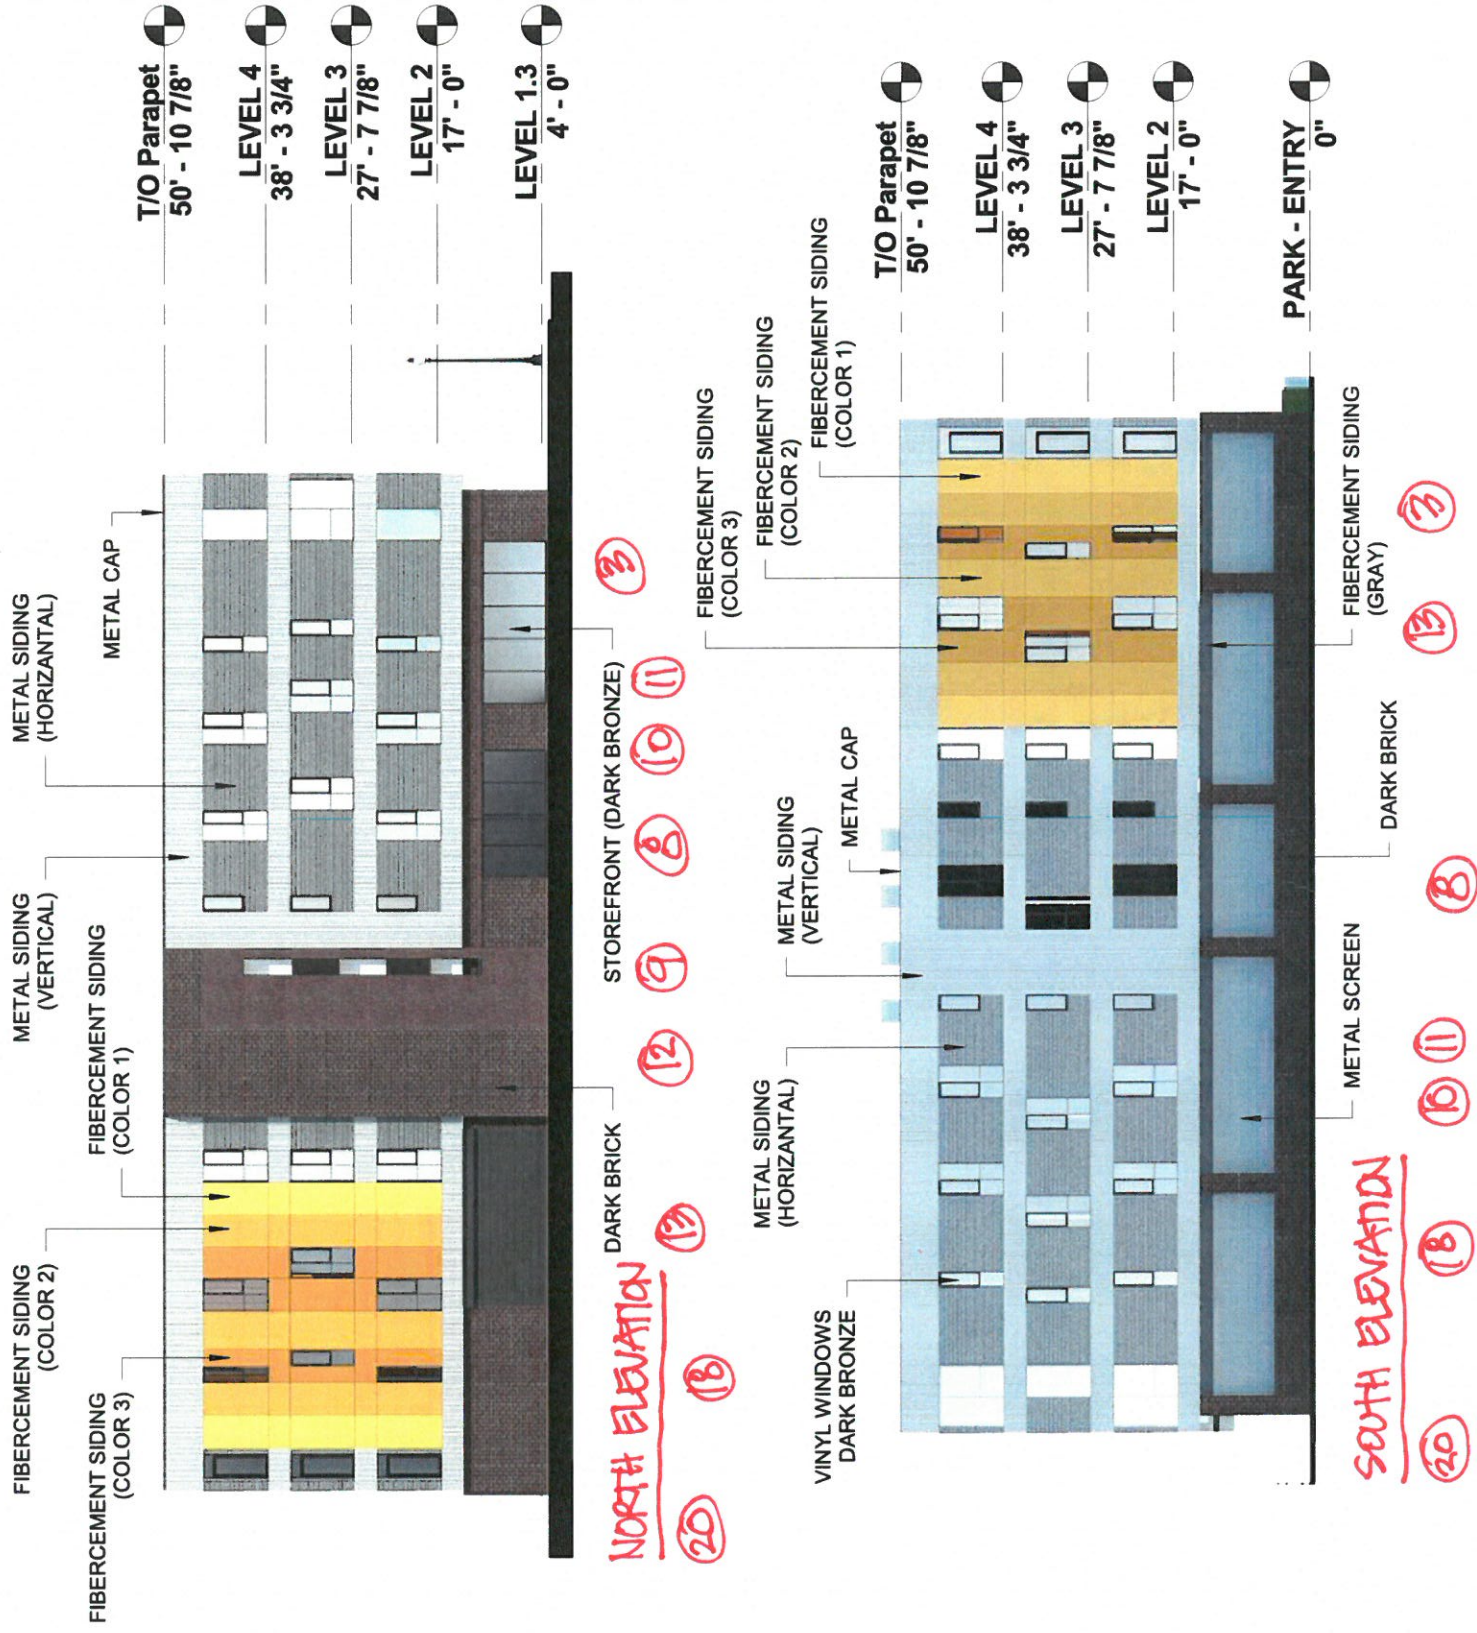 FIBERCEMENT SIDING
(COLOR 3)
FIBERCEMENT SIDING
(COLOR 2)
FIBERCEMENT SIDING
(COLOR 1)
METAL SIDING
(VERTICAL)
METAL SIDING
(HORIZANTAL)
METAL CAP
T/O Parapet
50' - 10 7/8"
LEVEL 4
38' - 3 3/4"
LEVEL 3
27' - 7 7/8"
LEVEL 2
17' - 0"
LEVEL 1.3
4' - 0"
DARK BRICK
STOREFRONT (DARK BRONZE)
NORTH ELEVATION
20
18
13
12
9
8
10
11
3
VINYL WINDOWS
DARK BRONZE
METAL SIDING
(HORIZANTAL)
METAL SIDING
(VERTICAL)
METAL CAP
FIBERCEMENT SIDING
(COLOR 3)
FIBERCEMENT SIDING
(COLOR 2)
FIBERCEMENT SIDING
(COLOR 1)
T/O Parapet
50' - 10 7/8"
LEVEL 4
38' - 3 3/4"
LEVEL 3
27' - 7 7/8"
LEVEL 2
17' - 0"
PARK - ENTRY
0"
METAL SCREEN
DARK BRICK
FIBERCEMENT SIDING
(GRAY)
SOUTH ELEVATION
20
18
10
11
8
13
3